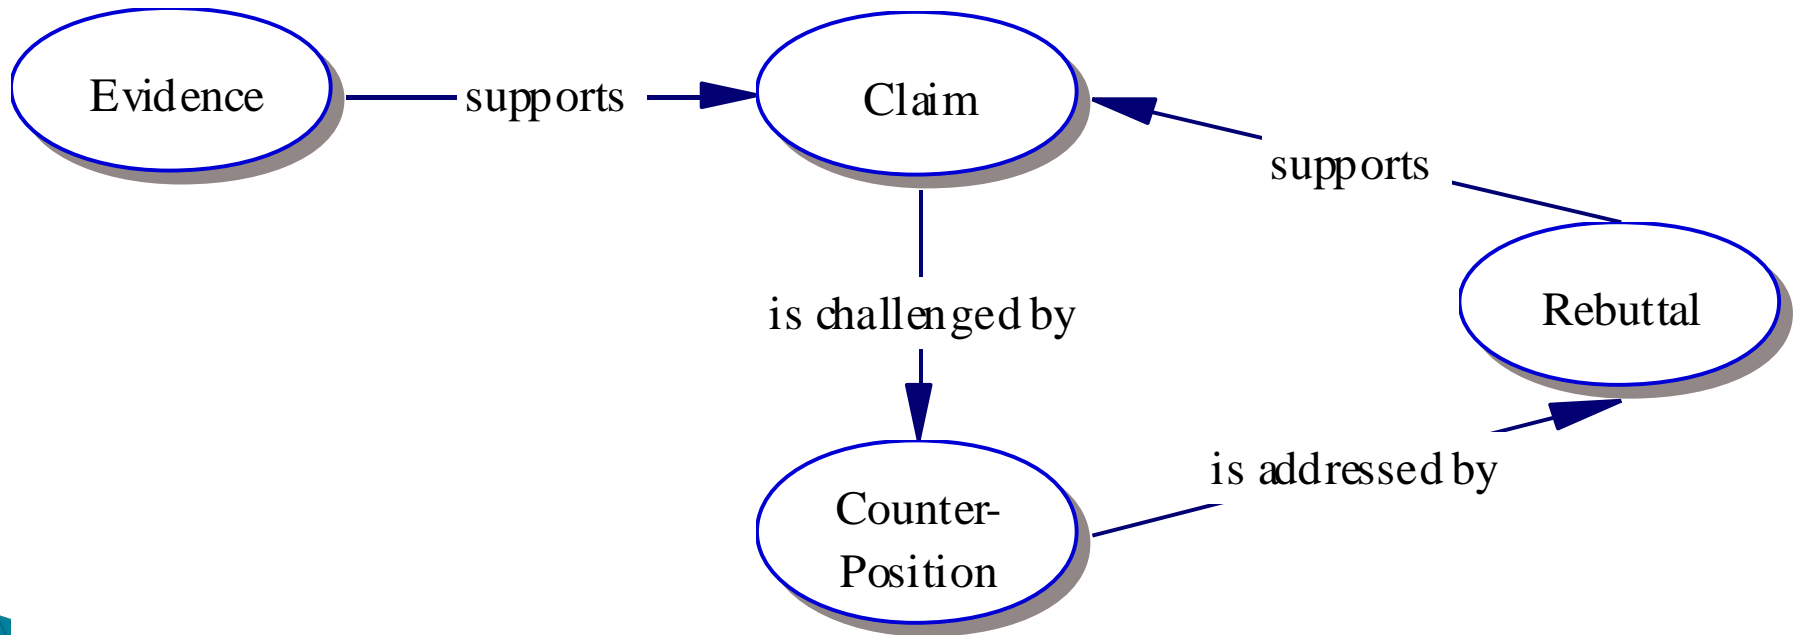 Evidence
supports
Claim
supports
Rebuttal
is challenged by
is addressed by
Counter-
Position